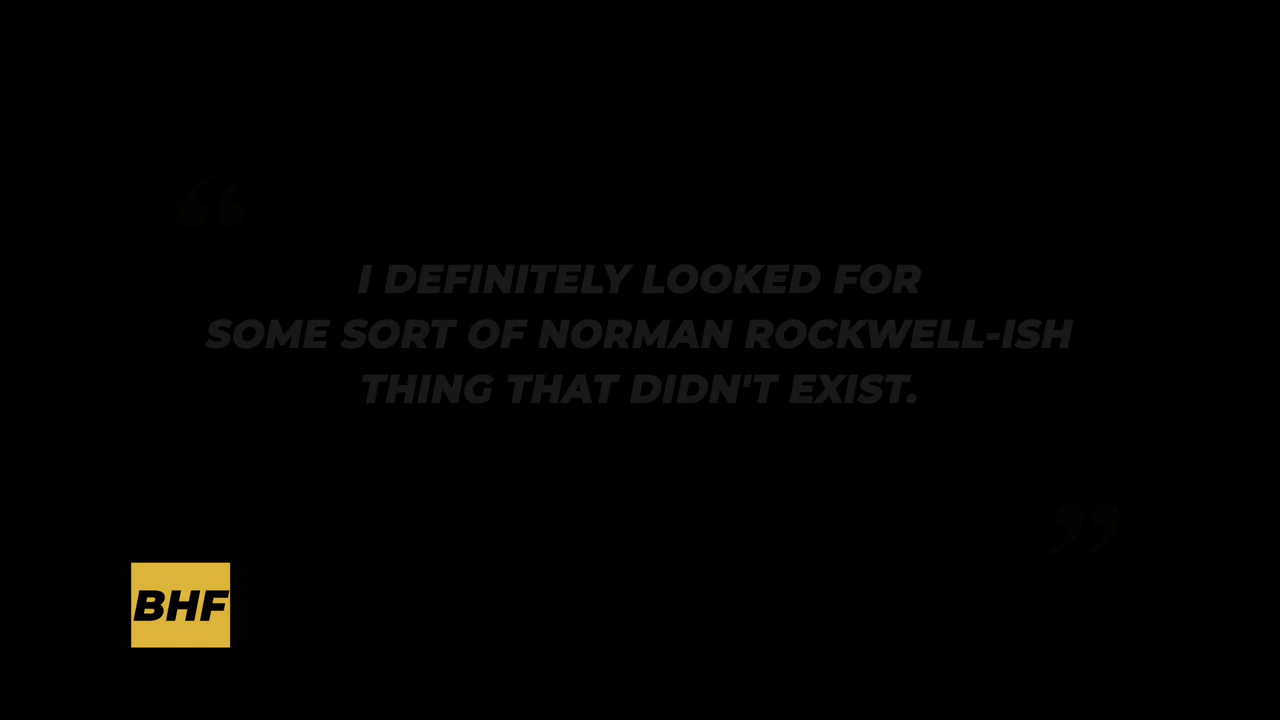 “
I DEFINITELY LOOKED FOR
SOME SORT OF NORMAN ROCKWELL-ISH
THING THAT DIDN'T EXIST.
”
BHF